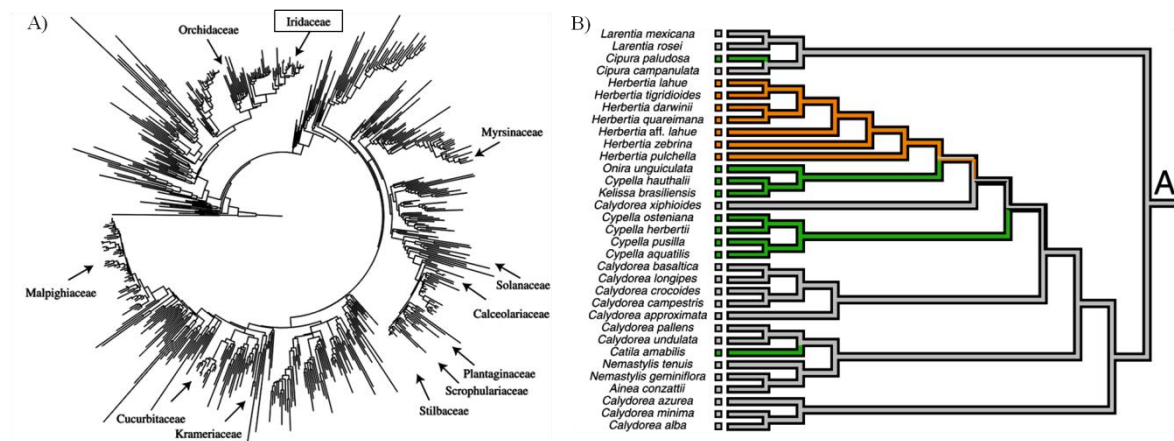 A)
Iridaceae
Orchidaceae
Myrsinaceae
Solanaceae
Calceolariaceae
Plantaginaceae
Scrophulariaceae
Stilbaceae
Krameriaceae
Cucurbitaceae
Malpighiaceae
B)
Larentia mexicana
Larentia rosei
Cipura paludosa
Cipura campanulata
Herbertia lahue
Herbertia tigridioides
Herbertia darwinii
Herbertia quareimana
Herbertia aff. lahue
Herbertia zebrina
Herbertia pulchella
Onira unguiculata
Cypella hauthalii
Kelissa brasiliensis
Calydorea xiphioides
Cypella osteniana
Cypella herbertii
Cypella pusilla
Cypella aquatilis
Calydorea basaltica
Calydorea longipes
Calydorea crocoides
Calydorea campestris
Calydorea approximata
Calydorea pallens
Calydorea undulata
Catila amabilis
Nemastylis tenuis
Nemastylis geminiflora
Ainea conzattii
Calydorea azurea
Calydorea minima
Calydorea alba
A